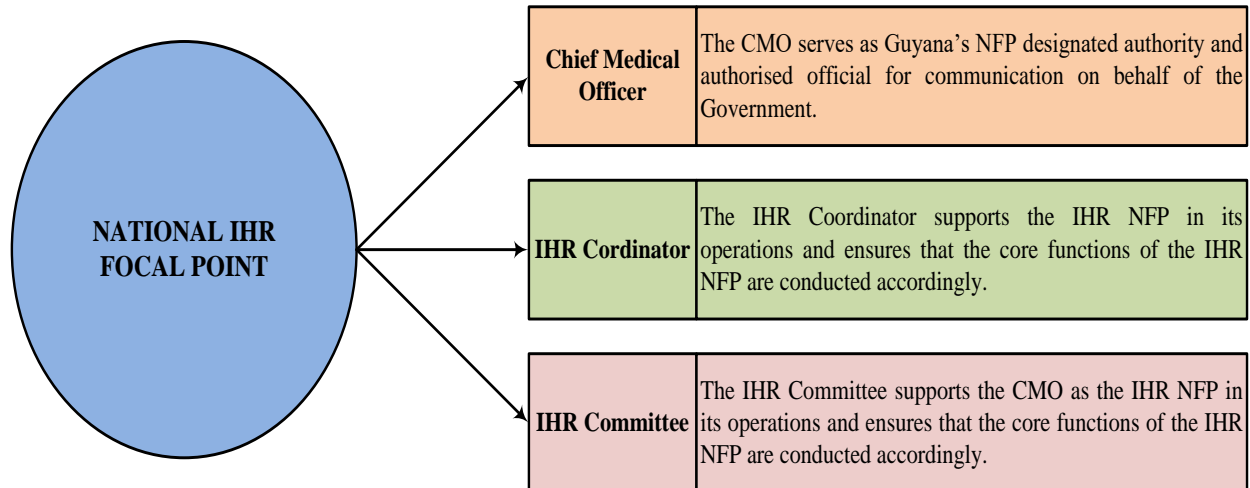 NATIONAL IHR
FOCAL POINT
Chief Medical
Officer
The CMO serves as Guyana’s NFP designated authority and
authorised official for communication on behalf of the
Government.
IHR Cordinator
The IHR Coordinator supports the IHR NFP in its
operations and ensures that the core functions of the IHR
NFP are conducted accordingly.
IHR Committee
The IHR Committee supports the CMO as the IHR NFP in
its operations and ensures that the core functions of the IHR
NFP are conducted accordingly.